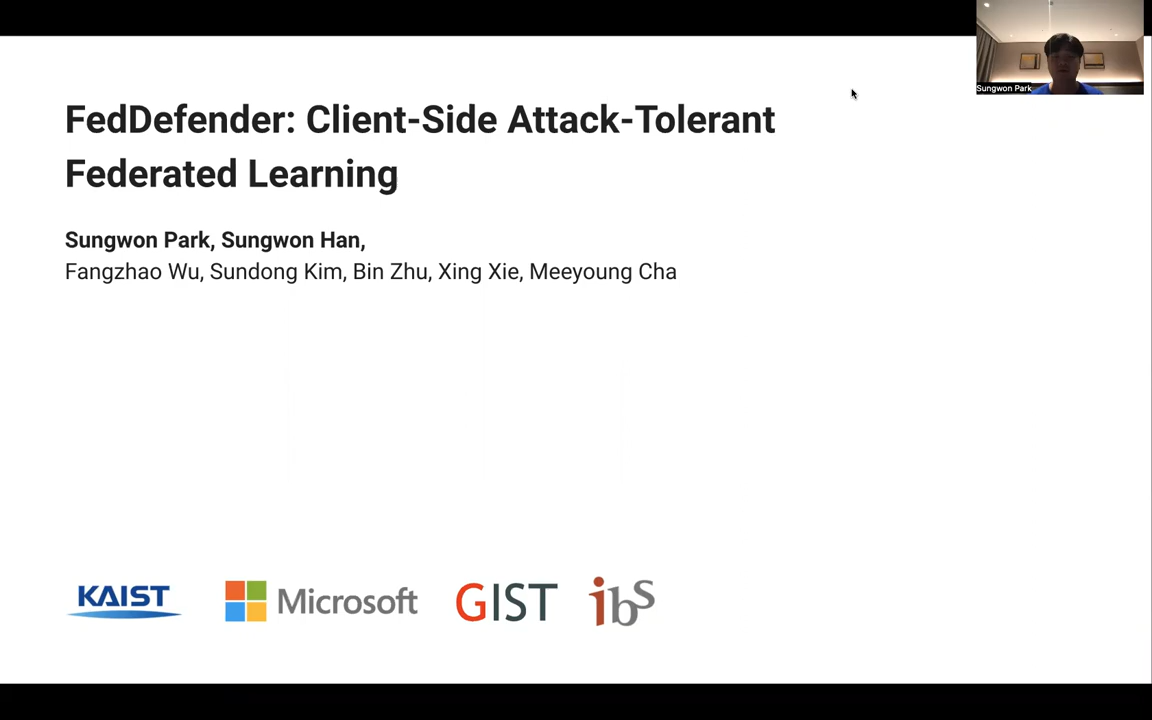 Sungwon Park
FedDefender: Client-Side Attack-Tolerant
Federated Learning
Sungwon Park, Sungwon Han,
Fangzhao Wu, Sundong Kim, Bin Zhu, Xing Xie, Meeyoung Cha
KAIST Microsoft GIST ibs